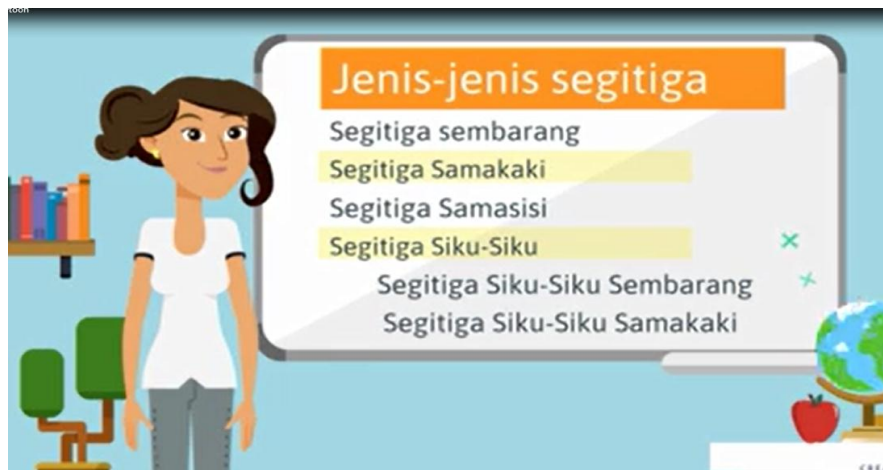 toon
Jenis-jenis segitiga
Segitiga sembarang
Segitiga Samakaki
Segitiga Samasisi
Segitiga Siku-Siku
Segitiga Siku-Siku Sembarang
Segitiga Siku-Siku Samakaki